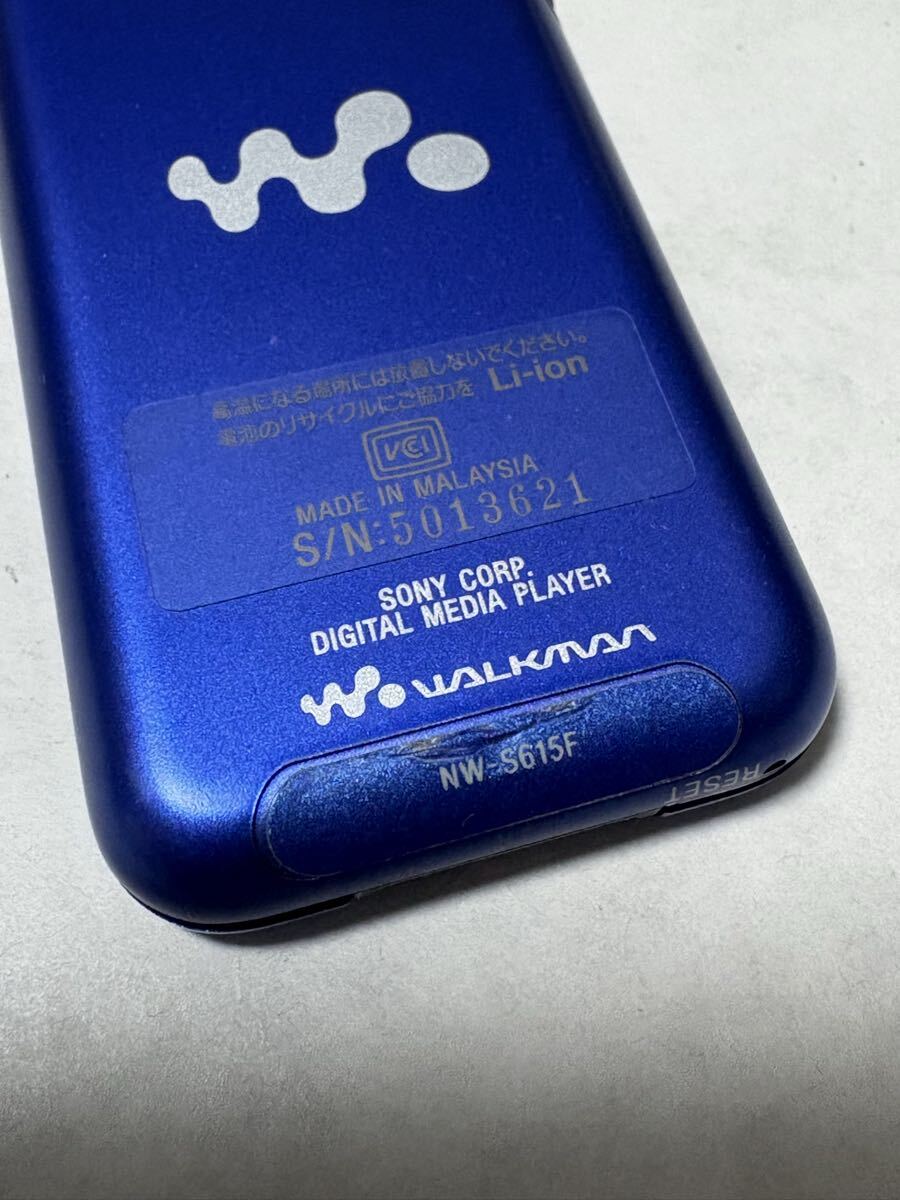 高温になる場所には放置しないでください。
電池のリサイクルにご協力を Li-ion
VCI
MADE IN MALAYSIA
S/N:5013621
SONY CORP.
DIGITAL MEDIA PLAYER
WALKMAN
NW-S615F
RESET